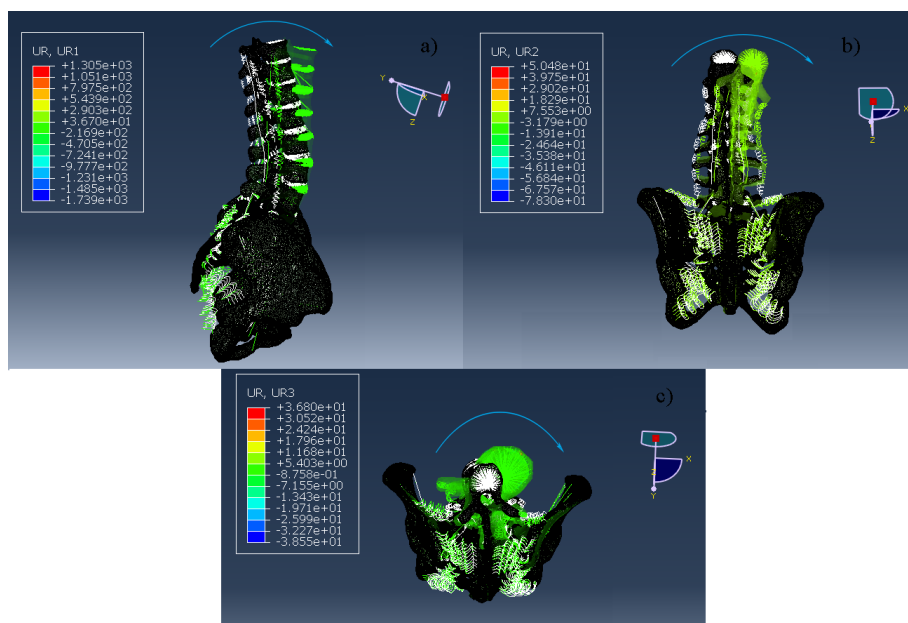 UR, UR1
+1.305e+03
+1.051e+03
+7.975e+02
+5.439e+02
+2.903e+02
+3.670e+01
-2.169e+02
-4.705e+02
-7.241e+02
-9.777e+02
-1.231e+03
-1.485e+03
-1.739e+03
a)
Y
X
Z
UR, UR2
+5.048e+01
+3.975e+01
+2.902e+01
+1.829e+01
+7.553e+00
-3.179e+00
-1.391e+01
-2.464e+01
-3.538e+01
-4.611e+01
-5.684e+01
-6.757e+01
-7.830e+01
b)
X
Z
UR, UR3
+3.680e+01
+3.052e+01
+2.424e+01
+1.796e+01
+1.168e+01
+5.403e+00
-8.758e-01
-7.155e+00
-1.343e+01
-1.971e+01
-2.599e+01
-3.227e+01
-3.855e+01
c)
X
Z
Y